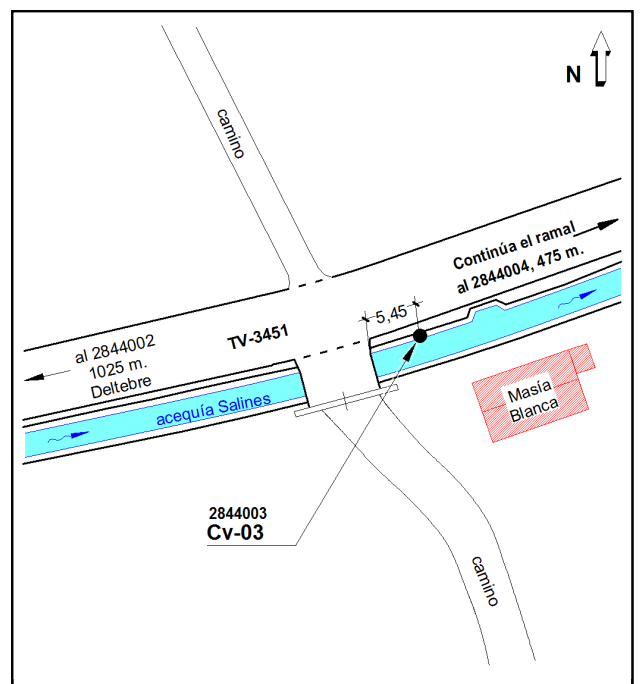 N
camino
Continúa el ramal
al 2844004, 475 m.
5,45
TV-3451
al 2844002
1025 m.
Deltebre
acequía Salines
Masía
Blanca
2844003
Cv-03
camino